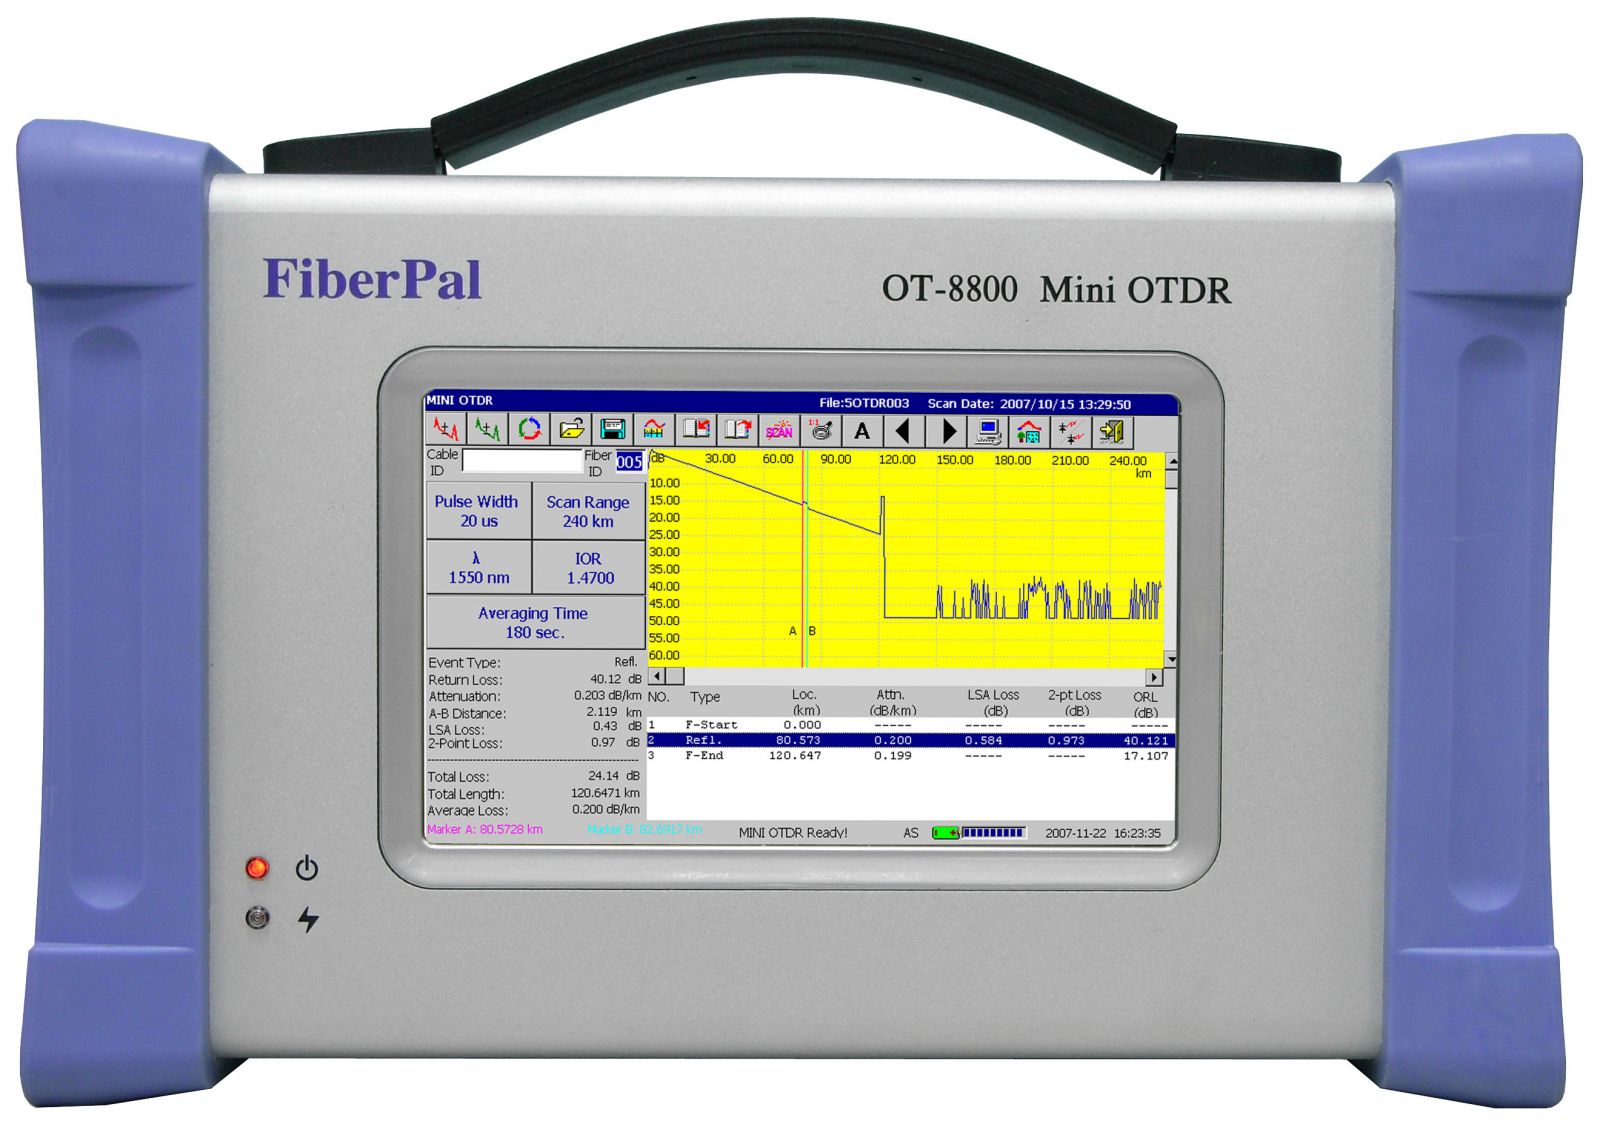 FiberPal
OT-8800 Mini OTDR
MINI OTDR File:5OTDR003 Scan Date: 2007/10/15 13:29:50
SCAN 1:1 A
Cable ID Fiber ID 005
Pulse Width
20 us
Scan Range
240 km
λ
1550 nm
IOR
1.4700
Averaging Time
180 sec.
dB 30.00 60.00 90.00 120.00 150.00 180.00 210.00 240.00
km
10.00
15.00
20.00
25.00
30.00
35.00
40.00
45.00
50.00
55.00
60.00
A B
Event Type: Refl.
Return Loss: 40.12 dB
Attenuation: 0.203 dB/km
A-B Distance: 2.119 km
LSA Loss: 0.43 dB
2-Point Loss: 0.97 dB
Total Loss: 24.14 dB
Total Length: 120.6471 km
Average Loss: 0.200 dB/km
NO. Type Loc. (km) Attn. (dB/km) LSA Loss (dB) 2-pt Loss (dB) ORL (dB)
1 F-Start 0.000 ----- ----- ----- -----
2 Refl. 80.573 0.200 0.584 0.973 40.121
3 F-End 120.647 0.199 ----- ----- 17.107
Marker A: 80.5728 km Marker B: 82.6917 km MINI OTDR Ready! AS 2007-11-22 16:23:35